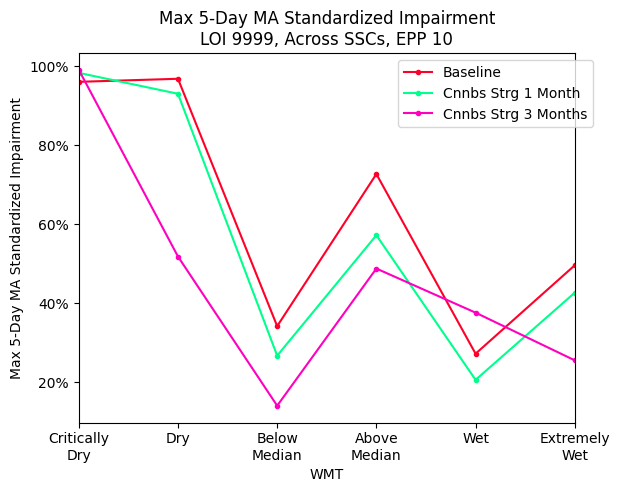 Max 5-Day MA Standardized Impairment
LOI 9999, Across SSCs, EPP 10
Baseline
Cnnbs Strg 1 Month
Cnnbs Strg 3 Months
Max 5-Day MA Standardized Impairment
100%
80%
60%
40%
20%
Critically
Dry
Dry
Below
Median
Above
Median
Wet
Extremely
Wet
WMT